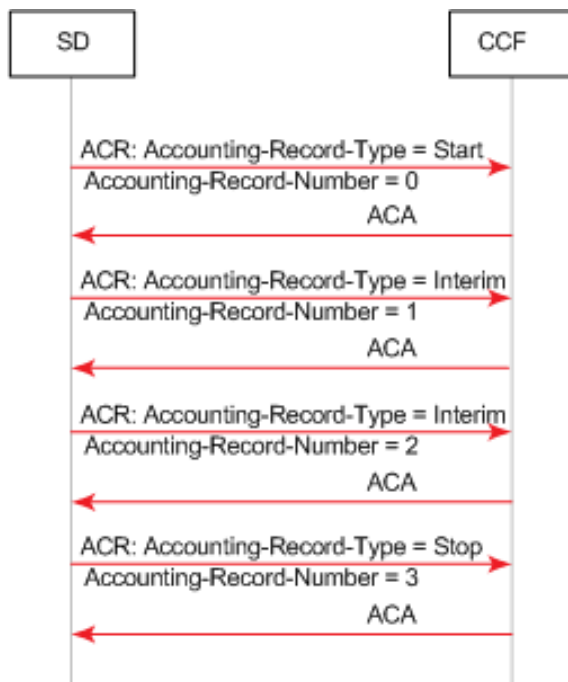 SD
CCF
ACR: Accounting-Record-Type = Start
Accounting-Record-Number = 0
ACA
ACR: Accounting-Record-Type = Interim
Accounting-Record-Number = 1
ACA
ACR: Accounting-Record-Type = Interim
Accounting-Record-Number = 2
ACA
ACR: Accounting-Record-Type = Stop
Accounting-Record-Number = 3
ACA